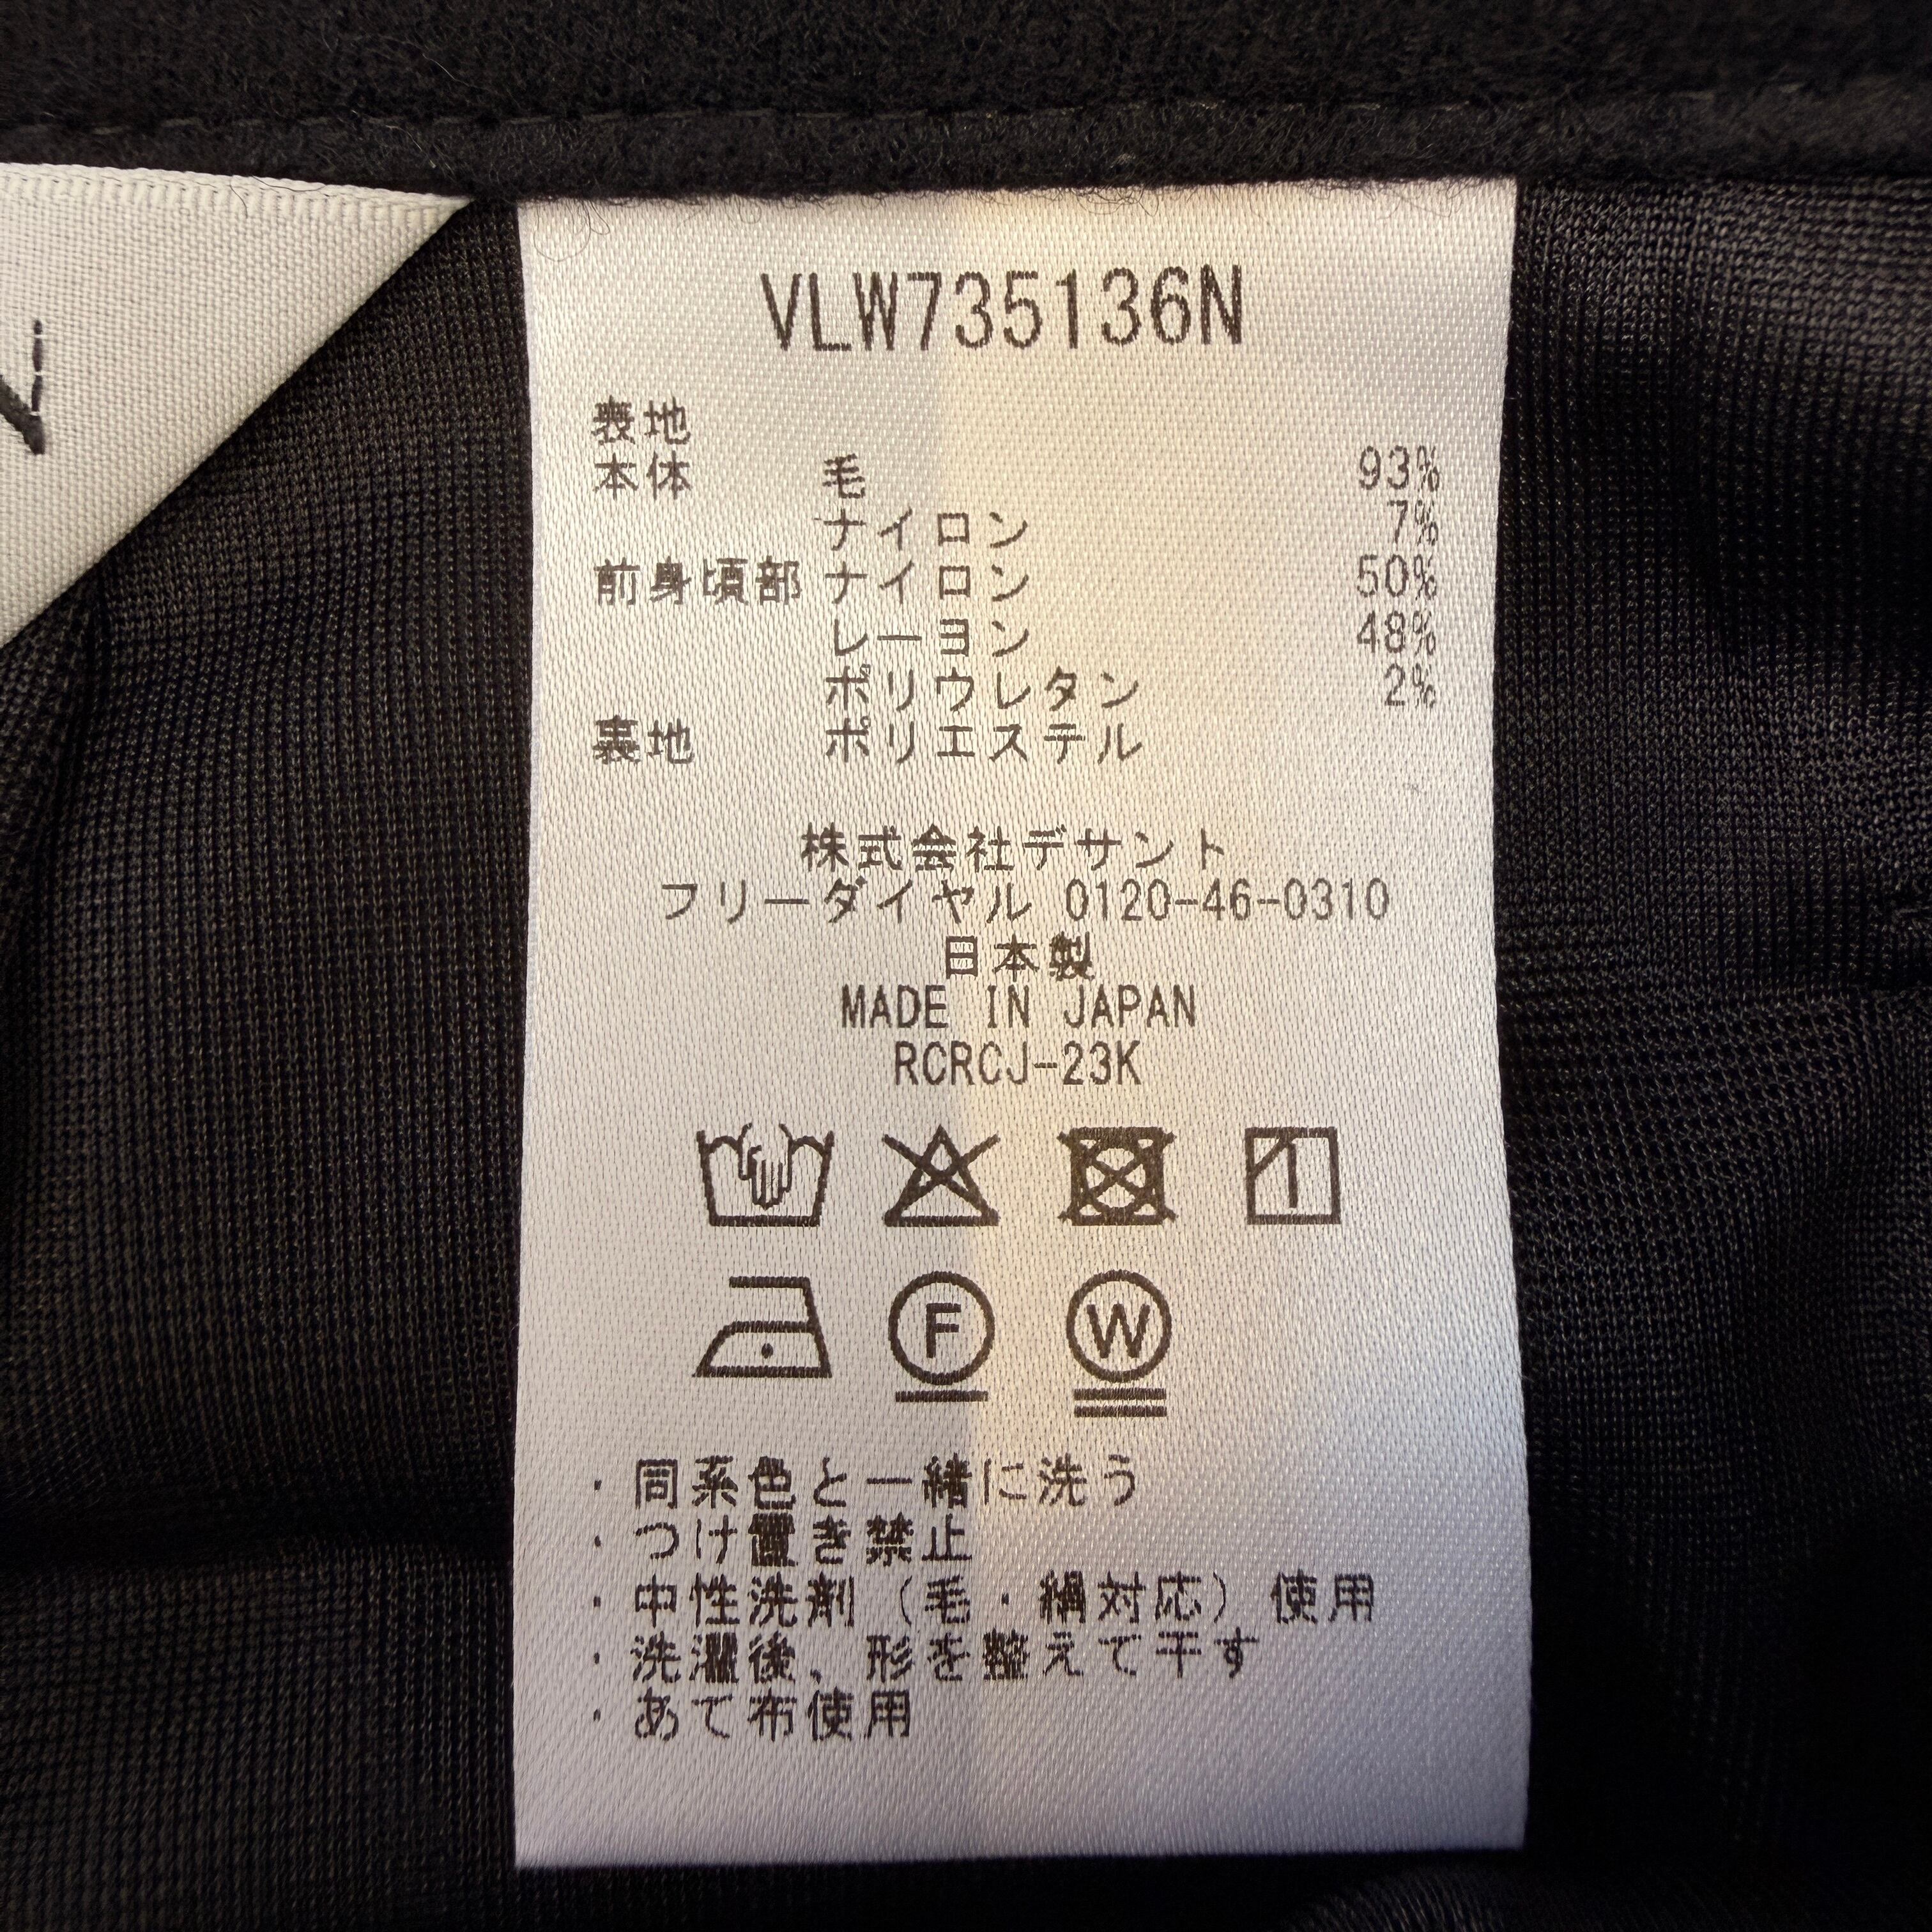 VLW735136N
表地
本体 毛 93%
ナイロン 7%
前身頃部 ナイロン 50%
レーヨン 48%
ポリウレタン 2%
裏地 ポリエステル
株式会社デサント
フリーダイヤル 0120-46-0310
日本製
MADE IN JAPAN
RCRCJ-23K
F W
・同系色と一緒に洗う
・つけ置き禁止
・中性洗剤(毛・絹対応)使用
・洗濯後、形を整えて干す
・あて布使用